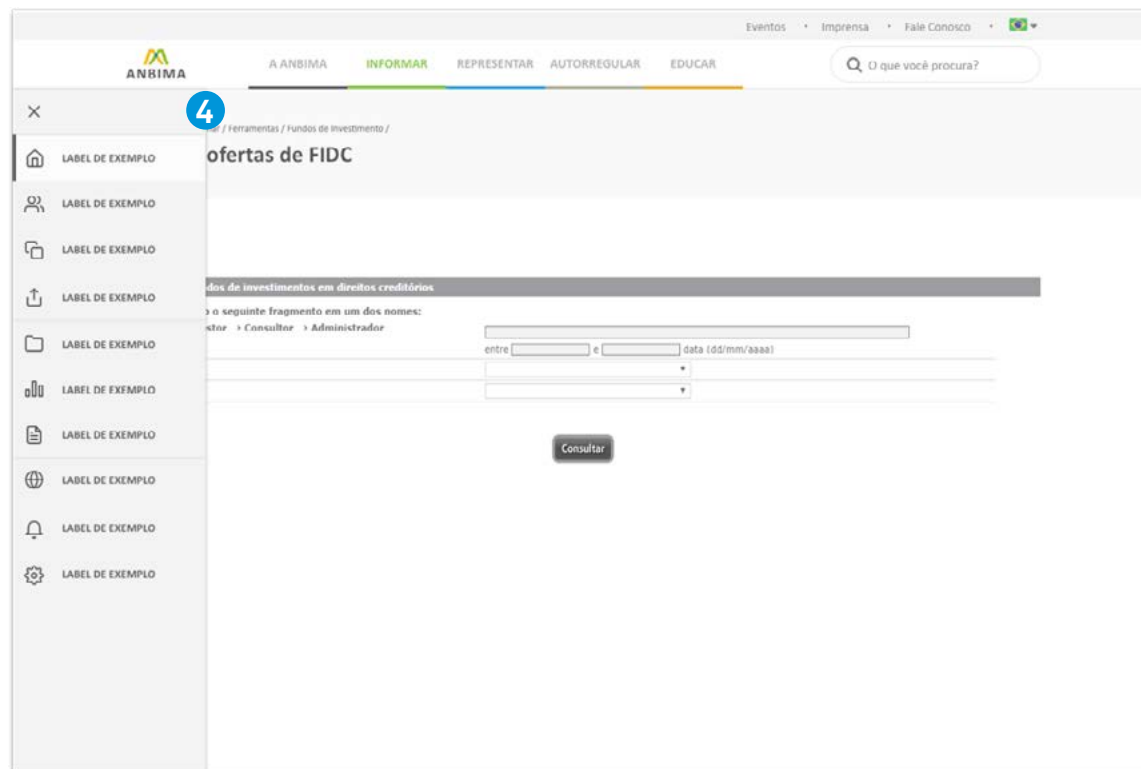 Eventos • Imprensa • Fale Conosco •
ANBIMA
A ANBIMA INFORMAR REPRESENTAR AUTORREGULAR EDUCAR
O que você procura?
4
/ Ferramentas / Fundos de Investimento /
ofertas de FIDC
LABEL DE EXEMPLO
LABEL DE EXEMPLO
LABEL DE EXEMPLO
LABEL DE EXEMPLO
LABEL DE EXEMPLO
LABEL DE EXEMPLO
LABEL DE EXEMPLO
LABEL DE EXEMPLO
LABEL DE EXEMPLO
LABEL DE EXEMPLO
dos de investimentos em direitos creditórios
o seguinte fragmento em um dos nomes:
stor > Consultor > Administrador
entre e data (dd/mm/aaaa)
Consultar